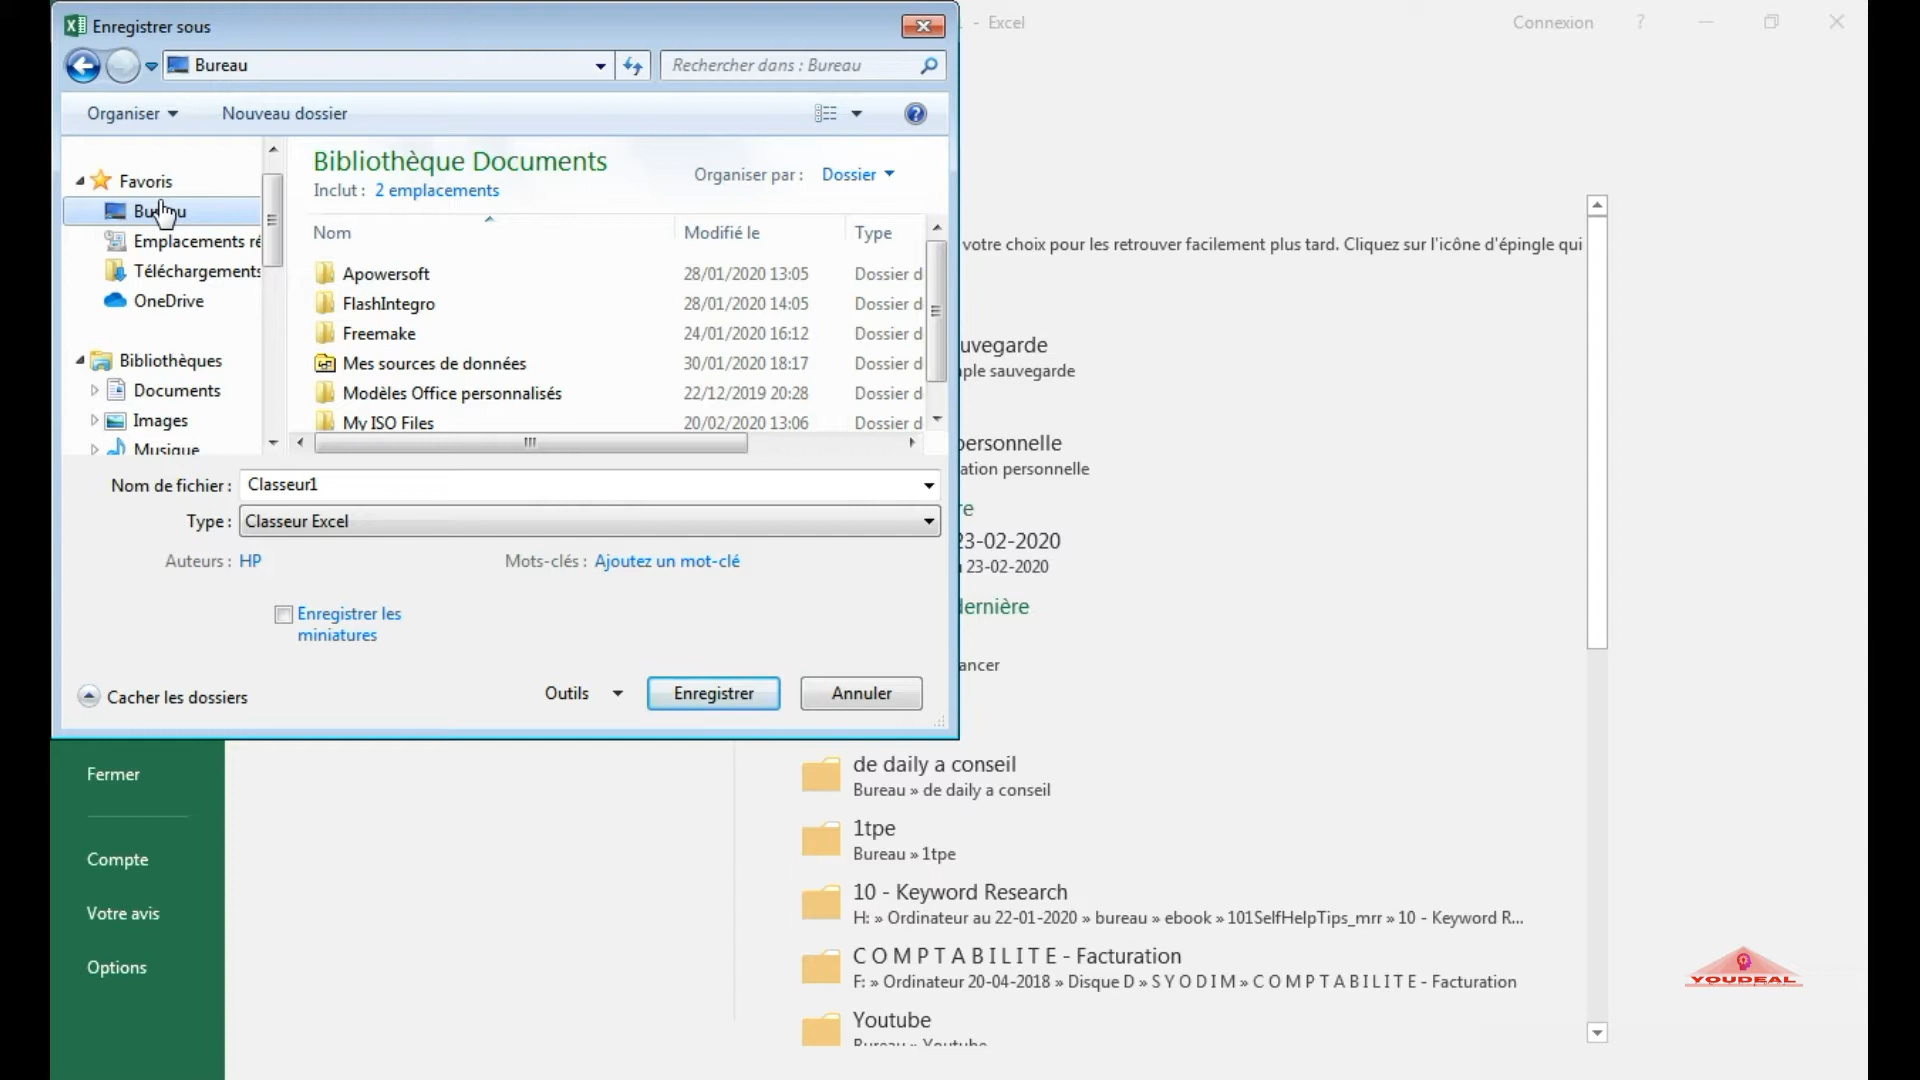 Enregistrer sous
- Excel
Connexion
?
Bureau
Rechercher dans : Bureau
Organiser
Nouveau dossier
Favoris
Bureau
Emplacements ré
Téléchargements
OneDrive
Bibliothèques
Documents
Images
Musique
Bibliothèque Documents
Inclut : 2 emplacements
Organiser par : Dossier
Nom Modifié le Type
Apowersoft 28/01/2020 13:05 Dossier d
FlashIntegro 28/01/2020 14:05 Dossier d
Freemake 24/01/2020 16:12 Dossier d
Mes sources de données 30/01/2020 18:17 Dossier d
Modèles Office personnalisés 22/12/2019 20:28 Dossier d
My ISO Files 20/02/2020 13:06 Dossier d
Nom de fichier : Classeur1
Type : Classeur Excel
Auteurs : HP
Mots-clés : Ajoutez un mot-clé
Enregistrer les
miniatures
Cacher les dossiers
Outils
Enregistrer
Annuler
votre choix pour les retrouver facilement plus tard. Cliquez sur l'icône d'épingle qui
uvegarde
ple sauvegarde
personnelle
ation personnelle
re
23-02-2020
23-02-2020
dernière
ancer
Fermer
Compte
Votre avis
Options
de daily a conseil
Bureau » de daily a conseil
1tpe
Bureau » 1tpe
10 - Keyword Research
H: » Ordinateur au 22-01-2020 » bureau » ebook » 101SelfHelpTips_mrr » 10 - Keyword R...
C O M P T A B I L I T E - Facturation
F: » Ordinateur 20-04-2018 » Disque D » S Y O D I M » C O M P T A B I L I T E - Facturation
Youtube
Bureau » Youtube
YOUDEAL